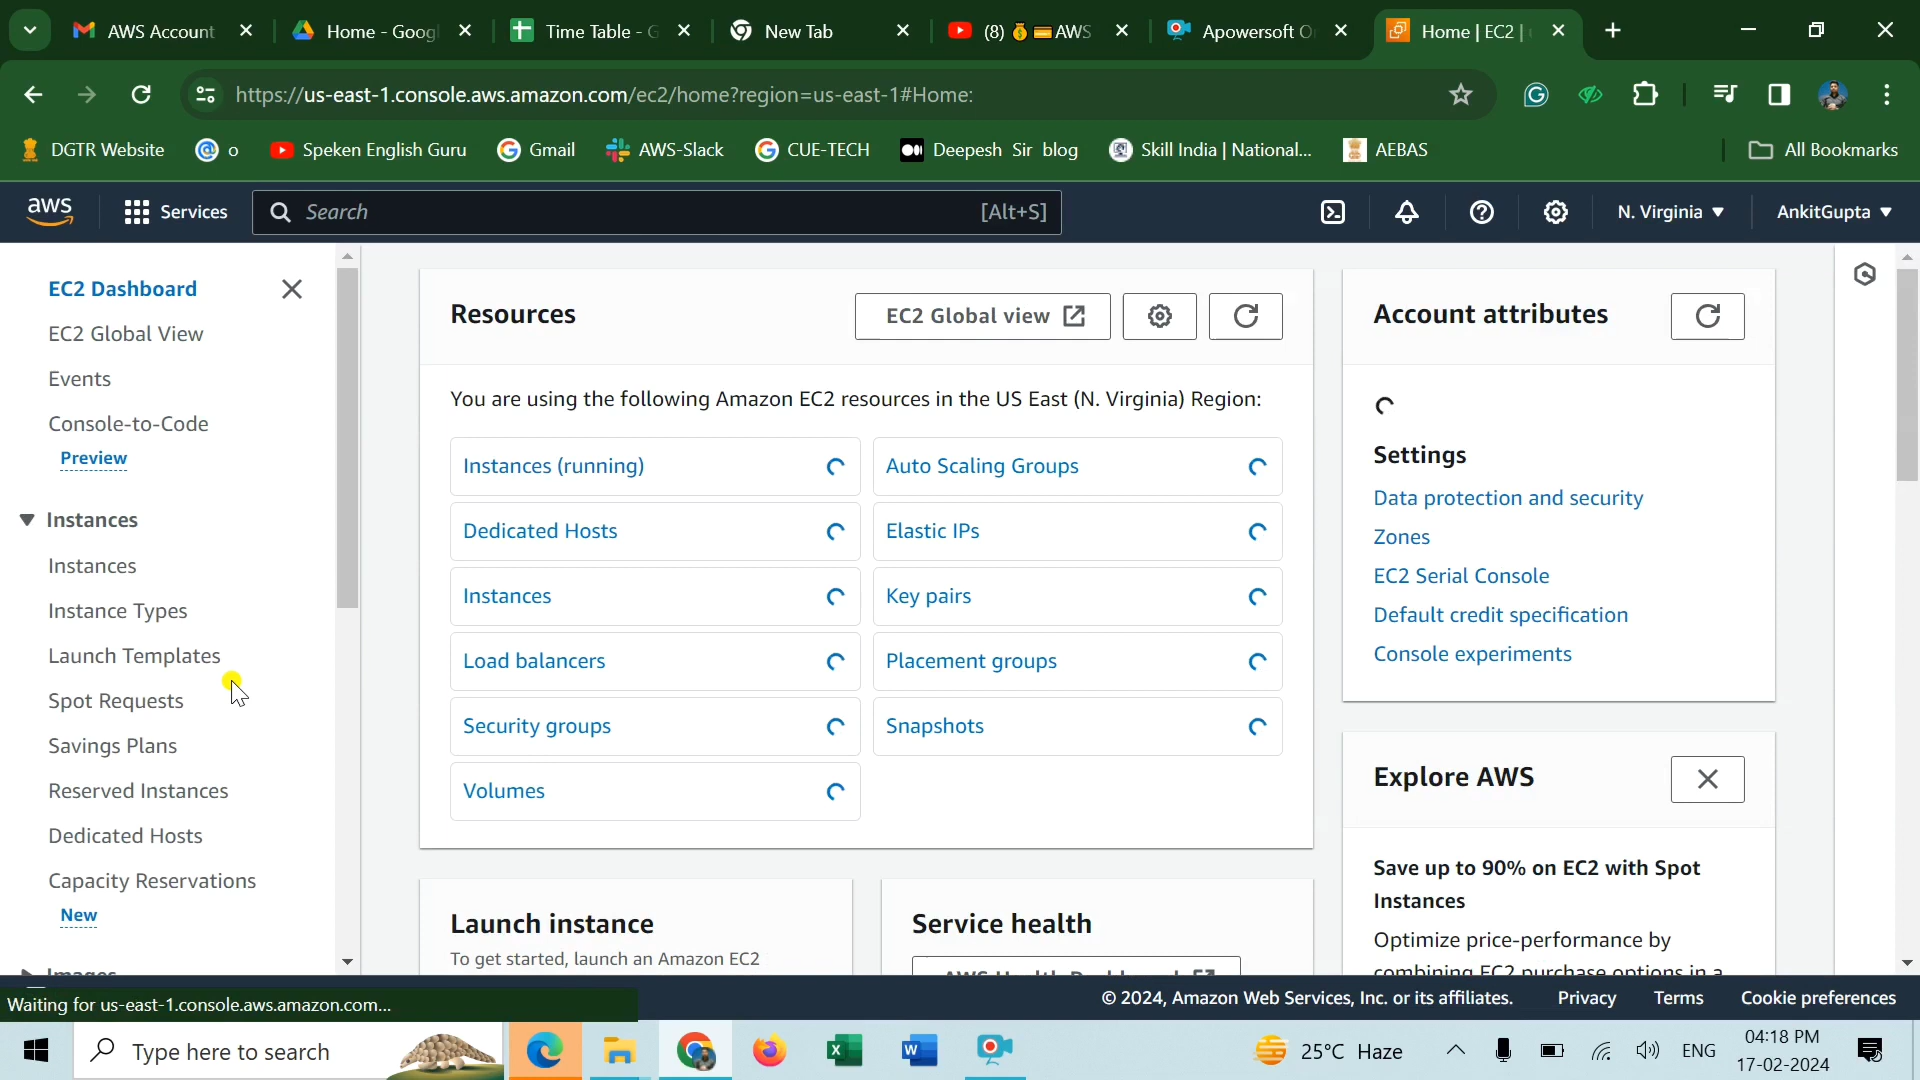 AWS Account
Home - Googl
Time Table - G
New Tab
(8) 💰 💳 AWS
Apowersoft O
Home | EC2 |
https://us-east-1.console.aws.amazon.com/ec2/home?region=us-east-1#Home:
DGTR Website
o
Speken English Guru
Gmail
AWS-Slack
CUE-TECH
Deepesh Sir blog
Skill India | National...
AEBAS
All Bookmarks
aws
Services
Search
[Alt+S]
N. Virginia
AnkitGupta
EC2 Dashboard
EC2 Global View
Events
Console-to-Code
Preview
Instances
Instances
Instance Types
Launch Templates
Spot Requests
Savings Plans
Reserved Instances
Dedicated Hosts
Capacity Reservations
New
Images
Resources
EC2 Global view
You are using the following Amazon EC2 resources in the US East (N. Virginia) Region:
Instances (running)
Auto Scaling Groups
Dedicated Hosts
Elastic IPs
Instances
Key pairs
Load balancers
Placement groups
Security groups
Snapshots
Volumes
Launch instance
To get started, launch an Amazon EC2
Service health
AWS Health Dashboard
Account attributes
Settings
Data protection and security
Zones
EC2 Serial Console
Default credit specification
Console experiments
Explore AWS
Save up to 90% on EC2 with Spot
Instances
Optimize price-performance by
combining EC2 purchase options in a
Waiting for us-east-1.console.aws.amazon.com...
© 2024, Amazon Web Services, Inc. or its affiliates.
Privacy
Terms
Cookie preferences
Type here to search
25°C Haze
ENG
04:18 PM
17-02-2024